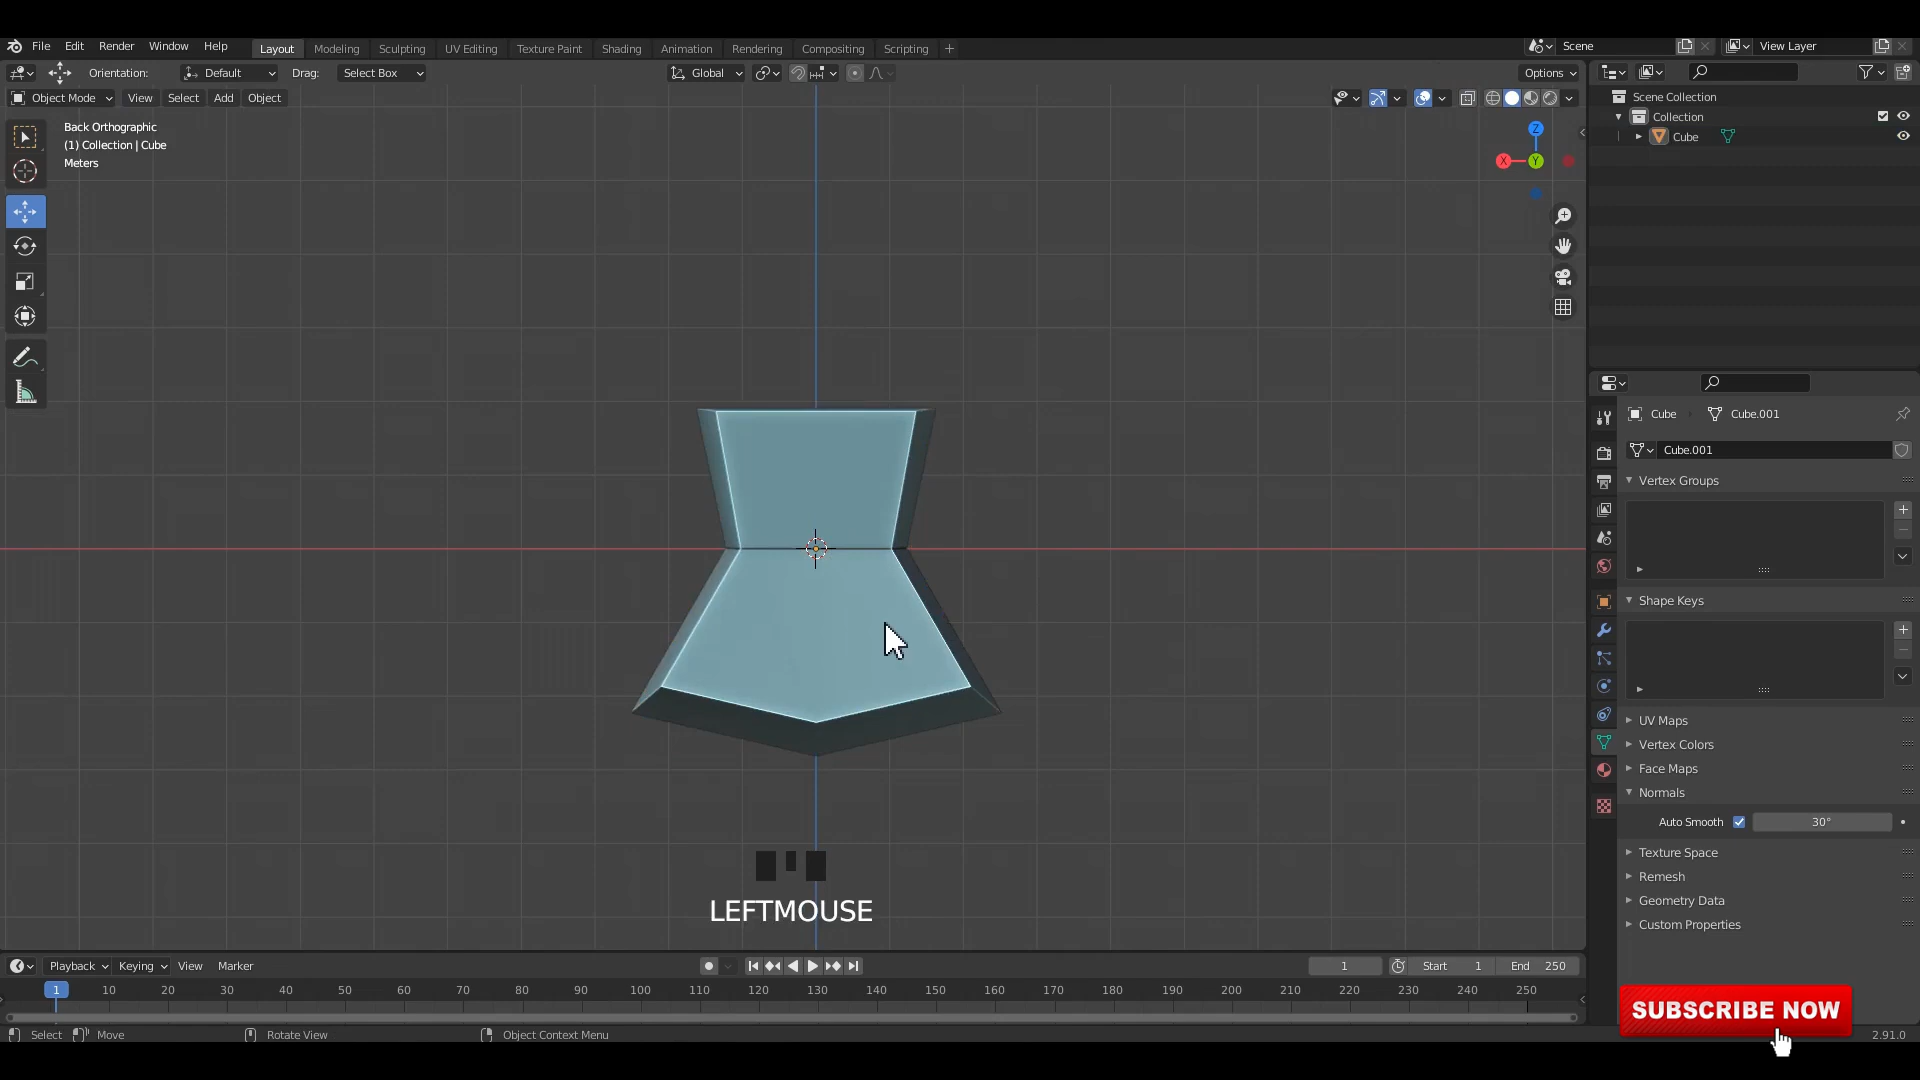 File Edit Render Window Help Layout Modeling Sculpting UV Editing Texture Paint Shading Animation Rendering Compositing Scripting + Scene View Layer
Orientation: Default Drag: Select Box Global Options
Object Mode View Select Add Object
Back Orthographic
(1) Collection | Cube
Meters
Z
X Y
Scene Collection
Collection
Cube
Cube Cube.001
Cube.001
Vertex Groups
Shape Keys
UV Maps
Vertex Colors
Face Maps
Normals
Auto Smooth 30°
Texture Space
Remesh
Geometry Data
Custom Properties
LEFTMOUSE
Playback Keying View Marker 1 Start 1 End 250
1 10 20 30 40 50 60 70 80 90 100 110 120 130 140 150 160 170 180 190 200 210 220 230 240 250
SUBSCRIBE NOW
Select Move Rotate View Object Context Menu 2.91.0